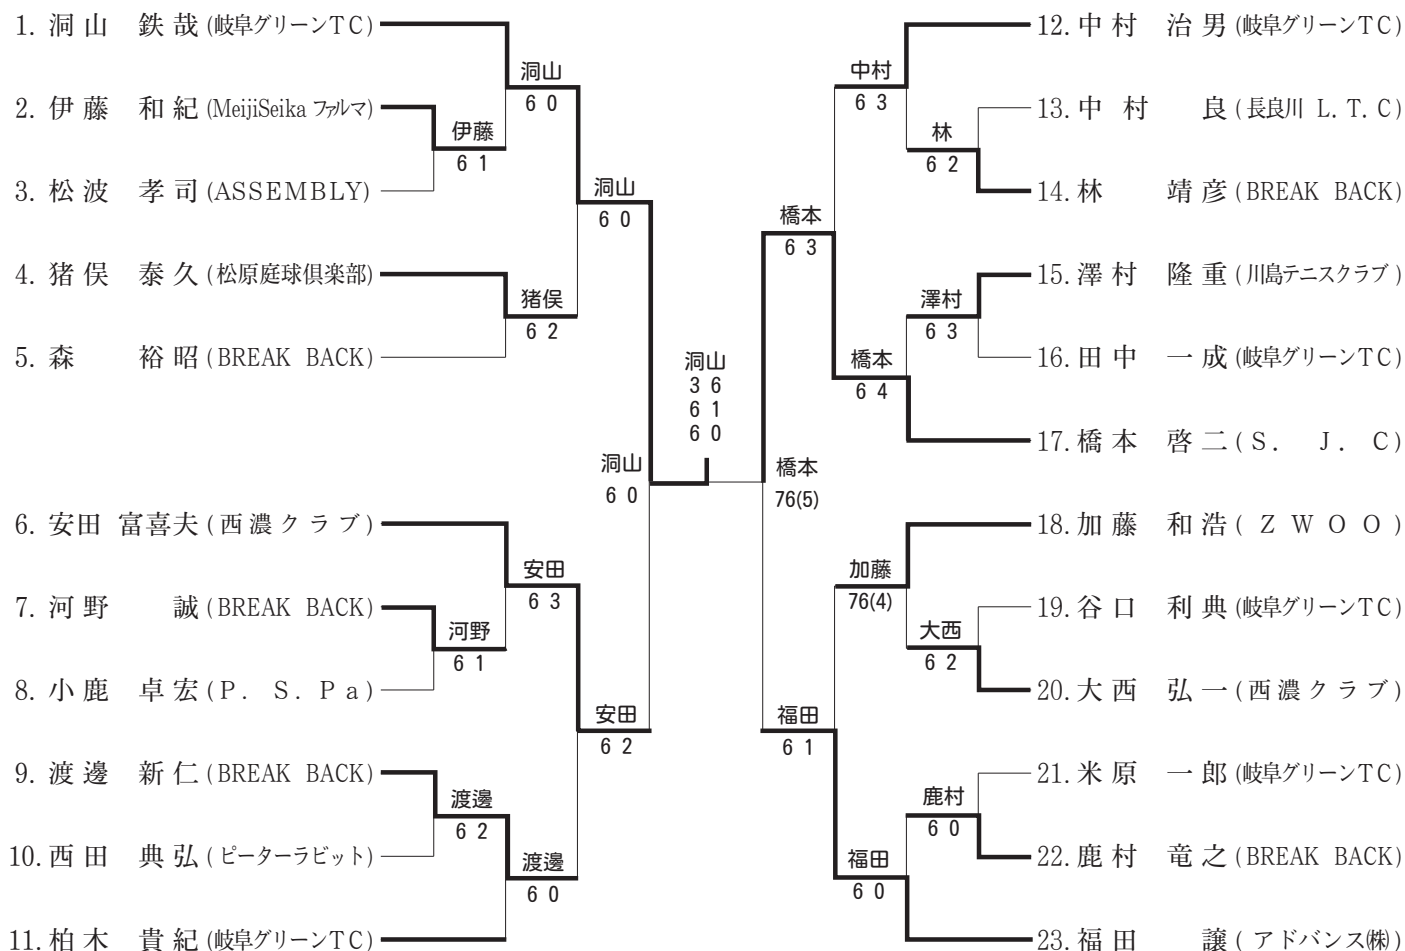 1. 洞山 鉄哉 (岐阜グリーンTC)
洞山
6 0
2. 伊藤 和紀 (MeijiSeika ファルマ)
伊藤
6 1
3. 松波 孝司 (ASSEMBLY)
洞山
6 0
4. 猪俣 泰久 (松原庭球倶楽部)
猪俣
6 2
5. 森 裕昭 (BREAK BACK)
洞山
6 0
6. 安田 富喜夫 (西濃クラブ)
安田
6 3
7. 河野 誠 (BREAK BACK)
河野
6 1
8. 小鹿 卓宏 (P. S. Pa)
安田
6 2
9. 渡邊 新仁 (BREAK BACK)
渡邊
6 2
10. 西田 典弘 (ピーターラビット)
渡邊
6 0
11. 柏木 貴紀 (岐阜グリーンTC)
洞山
3 6
6 1
6 0
12. 中村 治男 (岐阜グリーンTC)
中村
6 3
13. 中村 良 (長良川 L. T. C)
林
6 2
14. 林 靖彦 (BREAK BACK)
橋本
6 3
15. 澤村 隆重 (川島テニスクラブ)
澤村
6 3
16. 田中 一成 (岐阜グリーンTC)
橋本
6 4
17. 橋本 啓二 (S. J. C)
橋本
76(5)
18. 加藤 和浩 (ZWOO)
加藤
76(4)
19. 谷口 利典 (岐阜グリーンTC)
大西
6 2
20. 大西 弘一 (西濃クラブ)
福田
6 1
21. 米原 一郎 (岐阜グリーンTC)
鹿村
6 0
22. 鹿村 竜之 (BREAK BACK)
福田
6 0
23. 福田 譲 (アドバンス㈱)